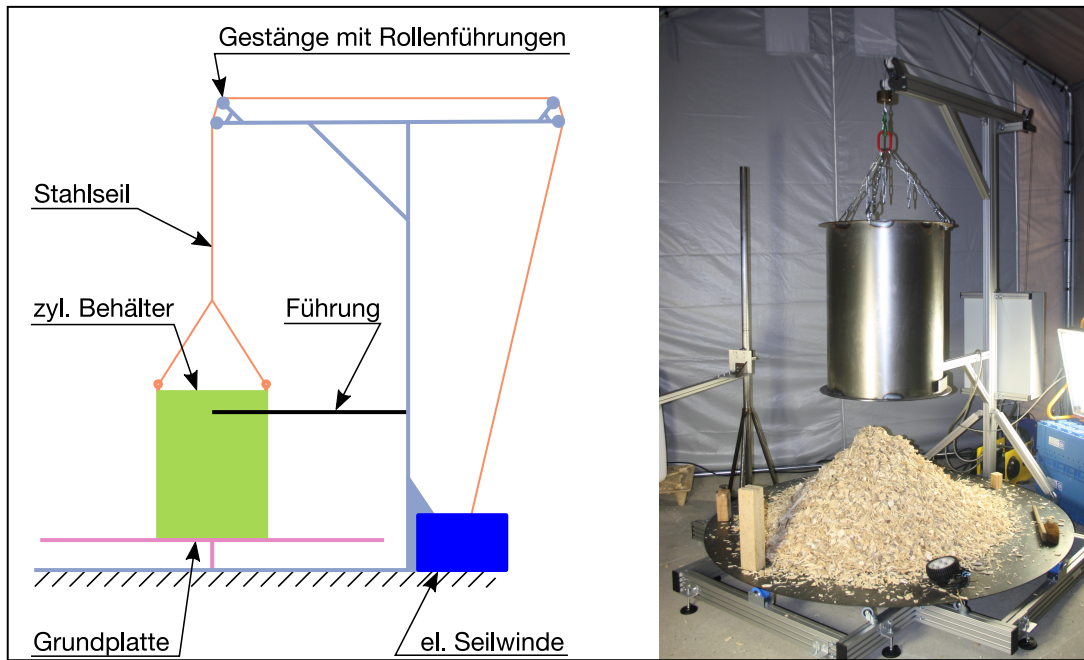 Gestänge mit Rollenführungen
Stahlseil
zyl. Behälter
Führung
Grundplatte
el. Seilwinde